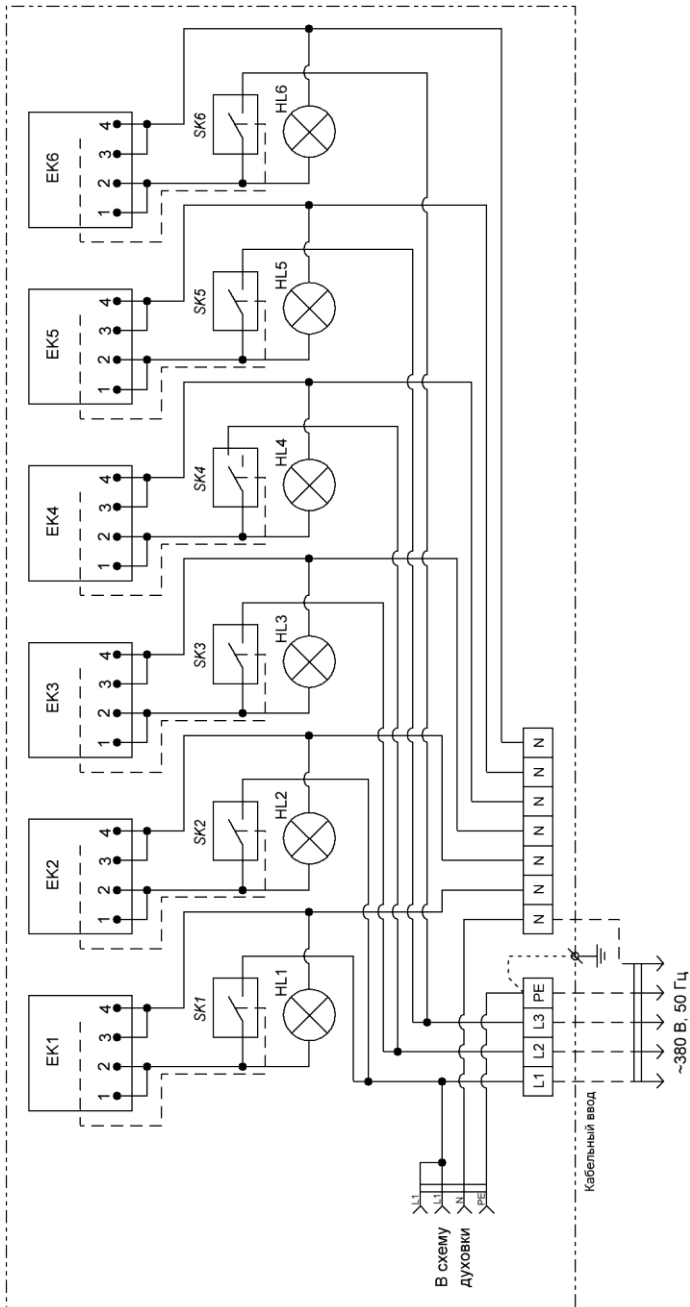 EK1
EK2
EK3
EK4
EK5
EK6
1 2 3 4
1 2 3 4
1 2 3 4
1 2 3 4
1 2 3 4
1 2 3 4
SK1
SK2
SK3
SK4
SK5
SK6
HL1
HL2
HL3
HL4
HL5
HL6
L1
L1
N
PE
В схему
духовки
L1 L2 L3 PE
N N N N N N N
Кабельный ввод
~380 В, 50 Гц